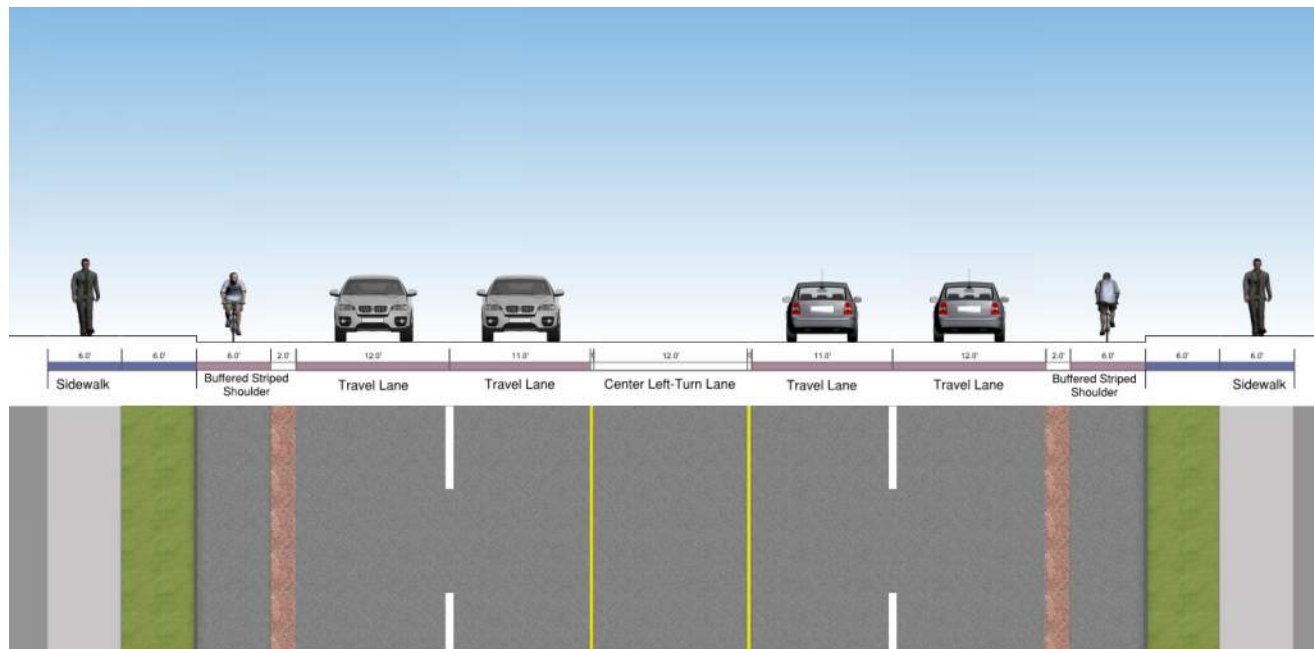 6.0' 6.0' 6.0' 2.0' 12.0' 11.0' 12.0' 11.0' 12.0' 2.0' 6.0' 6.0' 6.0'
Sidewalk
Buffered Striped
Shoulder
Travel Lane
Travel Lane
Center Left-Turn Lane
Travel Lane
Travel Lane
Buffered Striped
Shoulder
Sidewalk